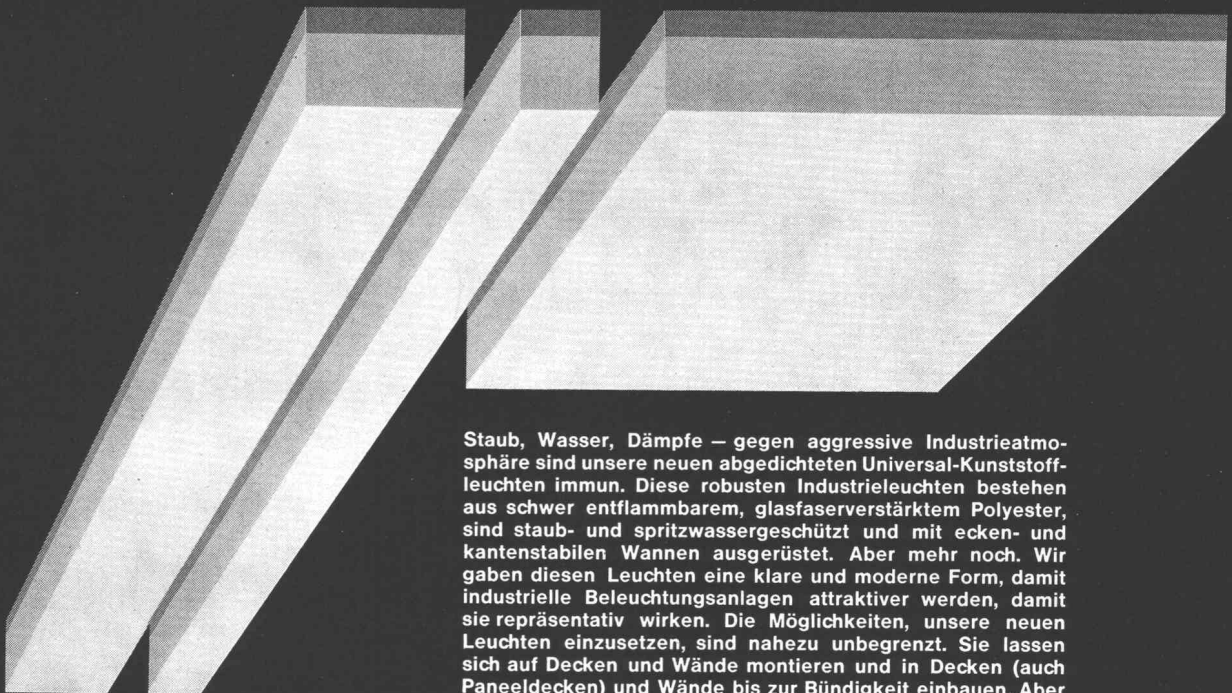 Staub, Wasser, Dämpfe – gegen aggressive Industrieatmo-
sphäre sind unsere neuen abgedichteten Universal-Kunststoff-
leuchten immun. Diese robusten Industrieleuchten bestehen
aus schwer entflammbarem, glasfaserverstärktem Polyester,
sind staub- und spritzwassergeschützt und mit ecken- und
kantenstabilen Wannen ausgerüstet. Aber mehr noch. Wir
gaben diesen Leuchten eine klare und moderne Form, damit
industrielle Beleuchtungsanlagen attraktiver werden, damit
sie repräsentativ wirken. Die Möglichkeiten, unsere neuen
Leuchten einzusetzen, sind nahezu unbegrenzt. Sie lassen
sich auf Decken und Wände montieren und in Decken (auch
Paneeldecken) und Wände bis zur Bündigkeit einbauen. Aber